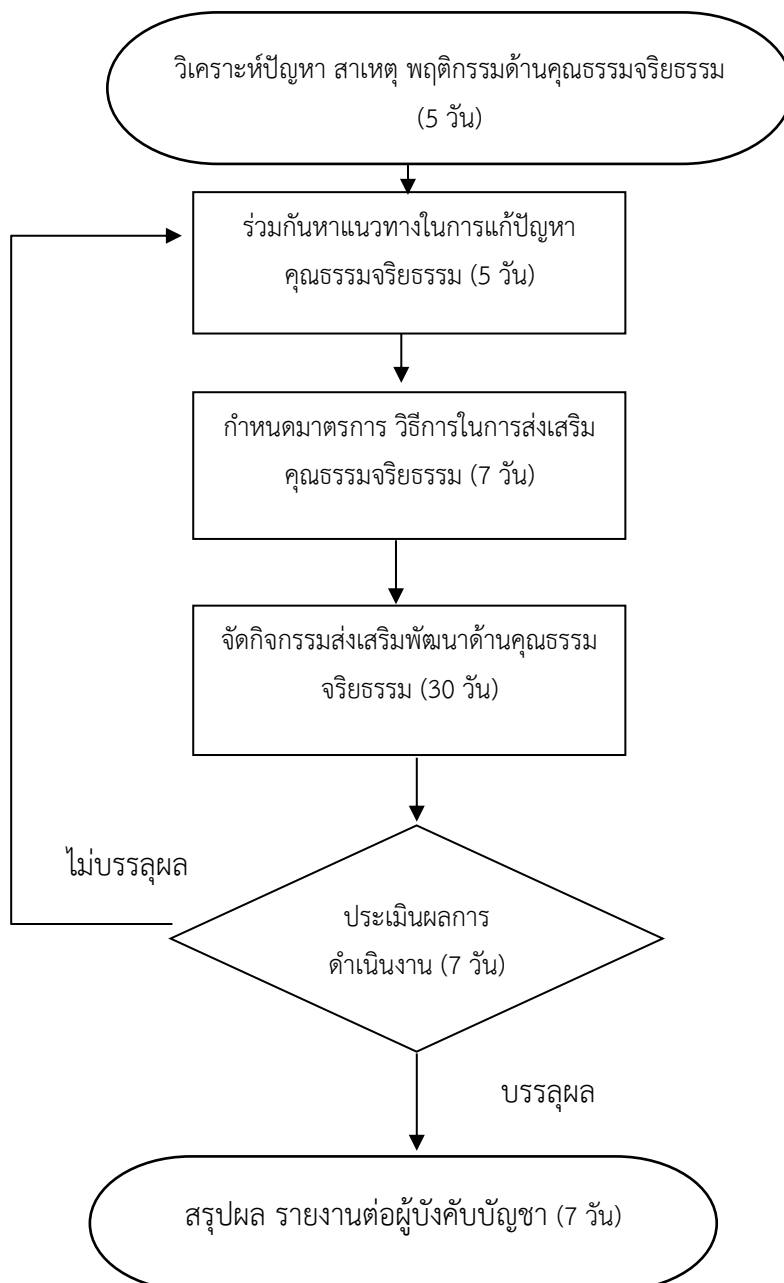 วิเคราะห์ปัญหา สาเหตุ พฤติกรรมด้านคุณธรรมจริยธรรม
(5 วัน)
ร่วมกันหาแนวทางในการแก้ปัญหา
คุณธรรมจริยธรรม (5 วัน)
กำหนดมาตรการ วิธีการในการส่งเสริม
คุณธรรมจริยธรรม (7 วัน)
จัดกิจกรรมส่งเสริมพัฒนาด้านคุณธรรม
จริยธรรม (30 วัน)
ไม่บรรลุผล
ประเมินผลการ
ดำเนินงาน (7 วัน)
บรรลุผล
สรุปผล รายงานต่อผู้บังคับบัญชา (7 วัน)